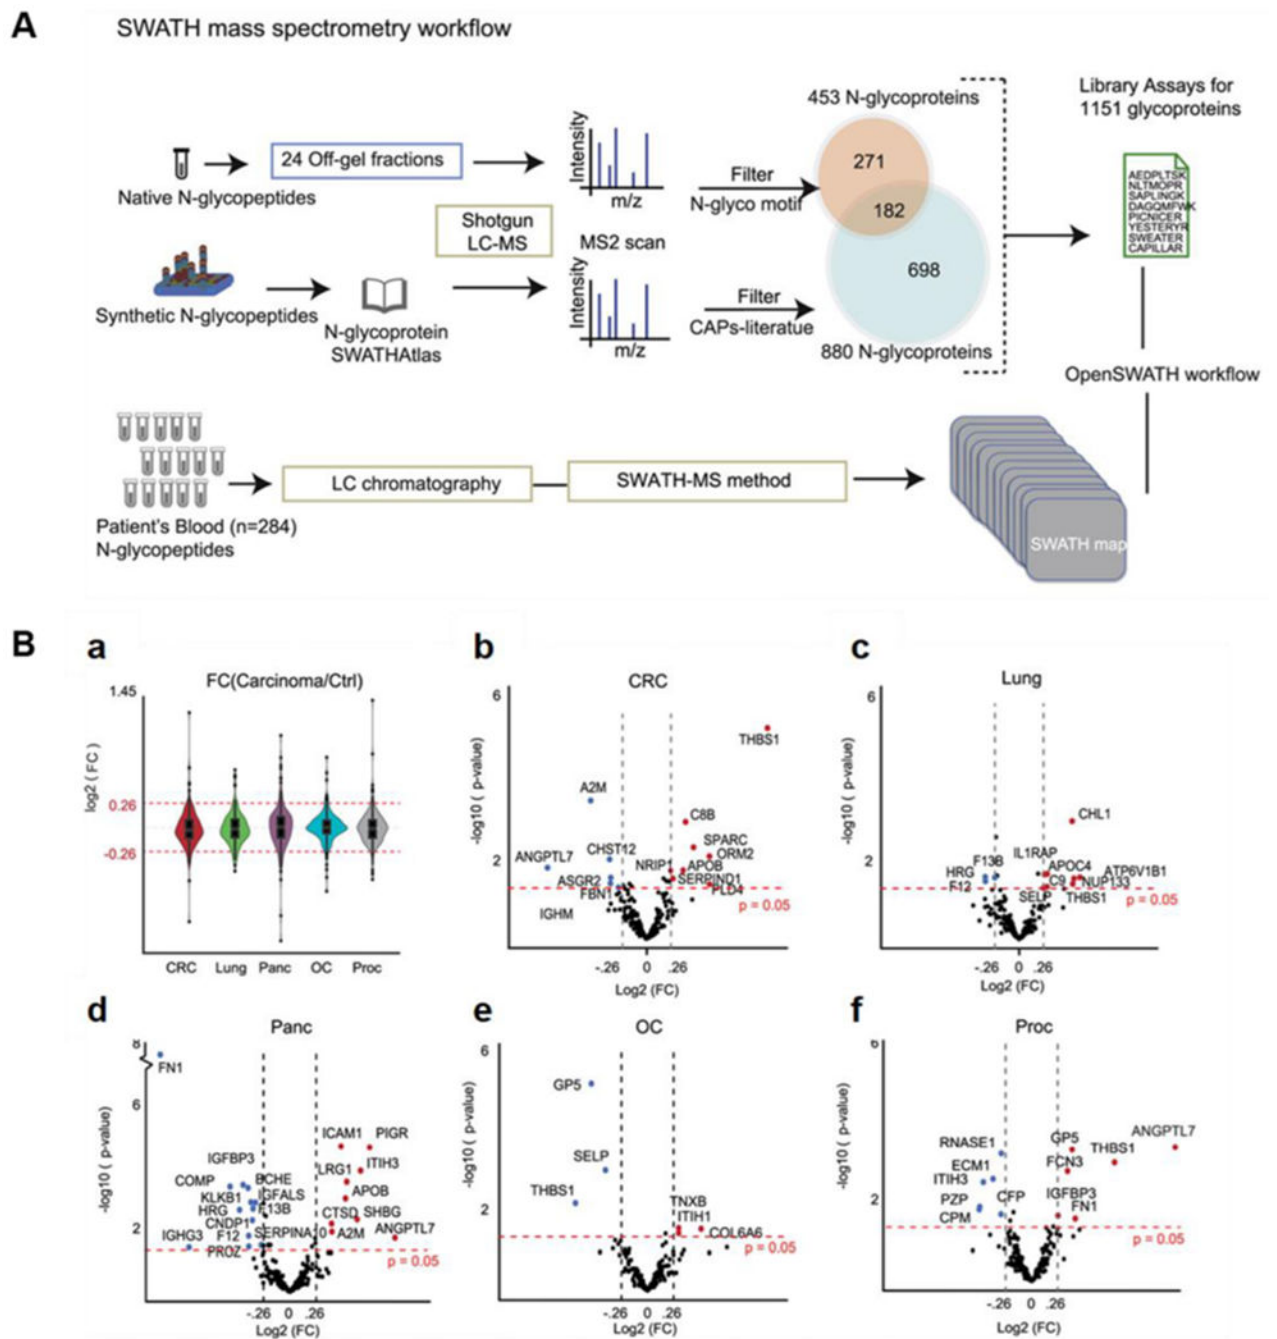 A
SWATH mass spectrometry workflow
Native N-glycopeptides
24 Off-gel fractions
Intensity
m/z
Filter
N-glyco motif
453 N-glycoproteins
271
182
698
880 N-glycoproteins
Library Assays for
1151 glycoproteins
AEDPLTSK
NLTMOPR
SAPLINGK
DAGQMFWK
PICNICER
YESTERYR
SWEATER
CAPILLAR
Shotgun
LC-MS
MS2 scan
Synthetic N-glycopeptides
N-glycoprotein
SWATHAtlas
Intensity
m/z
Filter
CAPs-literatue
OpenSWATH workflow
Patient's Blood (n=284)
N-glycopeptides
LC chromatography
SWATH-MS method
SWATH map
B
a
FC(Carcinoma/Ctrl)
log2 ( FC )
1.45
0.26
-0.26
CRC Lung Panc OC Proc
b
CRC
-log10 ( p-value)
6
2
THBS1
A2M
C8B
SPARC
CHST12
ORM2
ANGPTL7
NRIP1
APOB
ASGR2
SERPIND1
FBN1
PLD4
IGHM
p = 0.05
-.26 0 .26
Log2 (FC)
c
Lung
-log10 ( p-value)
6
2
CHL1
IL1RAP
F13B
APOC4
HRG
ATP6V1B1
F12
C9
NUP133
SELP
THBS1
p = 0.05
-.26 0 .26
Log2 (FC)
d
Panc
-log10 ( p-value)
8
6
2
FN1
ICAM1
PIGR
IGFBP3
LRG1
ITIH3
COMP
BCHE
KLKB1
IGFALS
APOB
HRG
F13B
CTSD
SHBG
CNDP1
IGHG3
F12
SERPINA10
A2M
ANGPTL7
PROZ
p = 0.05
-.26 0 .26
Log2 (FC)
e
OC
-log10 ( p-value)
6
2
GP5
SELP
THBS1
TNXB
ITIH1
COL6A6
p = 0.05
-.26 0 .26
Log2 (FC)
f
Proc
-log10 ( p-value)
6
2
ANGPTL7
RNASE1
GP5
THBS1
ECM1
FCN3
ITIH3
PZP
CFP
IGFBP3
CPM
FN1
p = 0.05
-.26 0 .26
Log2 (FC)